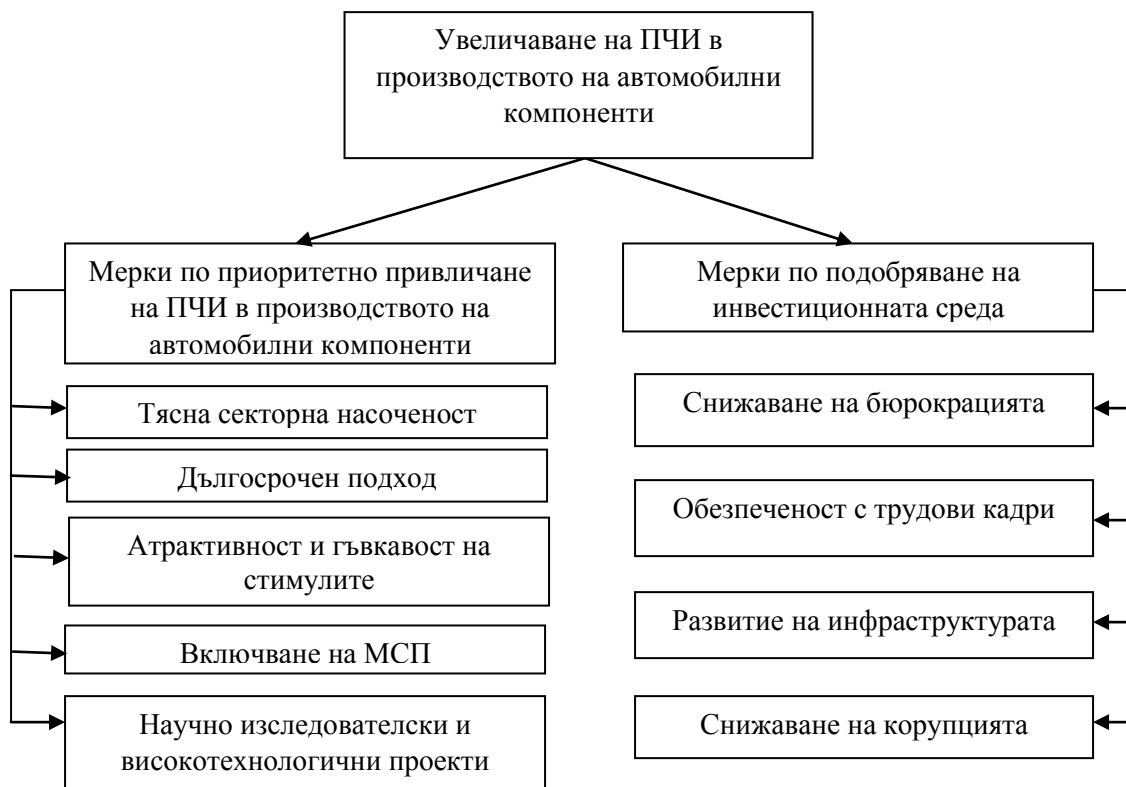 Увеличаване на ПЧИ в
производството на автомобилни
компоненти
Мерки по приоритетно привличане
на ПЧИ в производството на
автомобилни компоненти
Тясна секторна насоченост
Дългосрочен подход
Атрактивност и гъвкавост на
стимулите
Включване на МСП
Научно изследователски и
високотехнологични проекти
Мерки по подобряване на
инвестиционната среда
Снижаване на бюрокрацията
Обезпеченост с трудови кадри
Развитие на инфраструктурата
Снижаване на корупцията